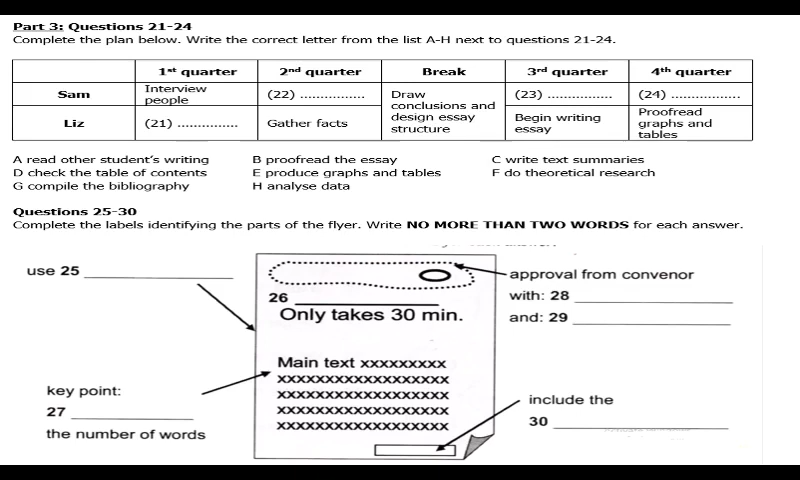 Part 3: Questions 21-24
Complete the plan below. Write the correct letter from the list A-H next to questions 21-24.
1st quarter 2nd quarter Break 3rd quarter 4th quarter
Sam Interview people (22) ................ Draw conclusions and design essay structure (23) ................ (24) .................
Liz (21) ............... Gather facts Begin writing essay Proofread graphs and tables
A read other student's writing B proofread the essay C write text summaries
D check the table of contents E produce graphs and tables F do theoretical research
G compile the bibliography H analyse data
Questions 25-30
Complete the labels identifying the parts of the flyer. Write NO MORE THAN TWO WORDS for each answer.
use 25 ____________________
26 ____________________
Only takes 30 min.
approval from convenor
with: 28 ____________________
and: 29 ____________________
Main text xxxxxxxxx
xxxxxxxxxxxxxxxxxx
xxxxxxxxxxxxxxxxxx
xxxxxxxxxxxxxxxxxx
xxxxxxxxxxxxxxxxxx
key point:
27 ________________
the number of words
include the
30 ____________________